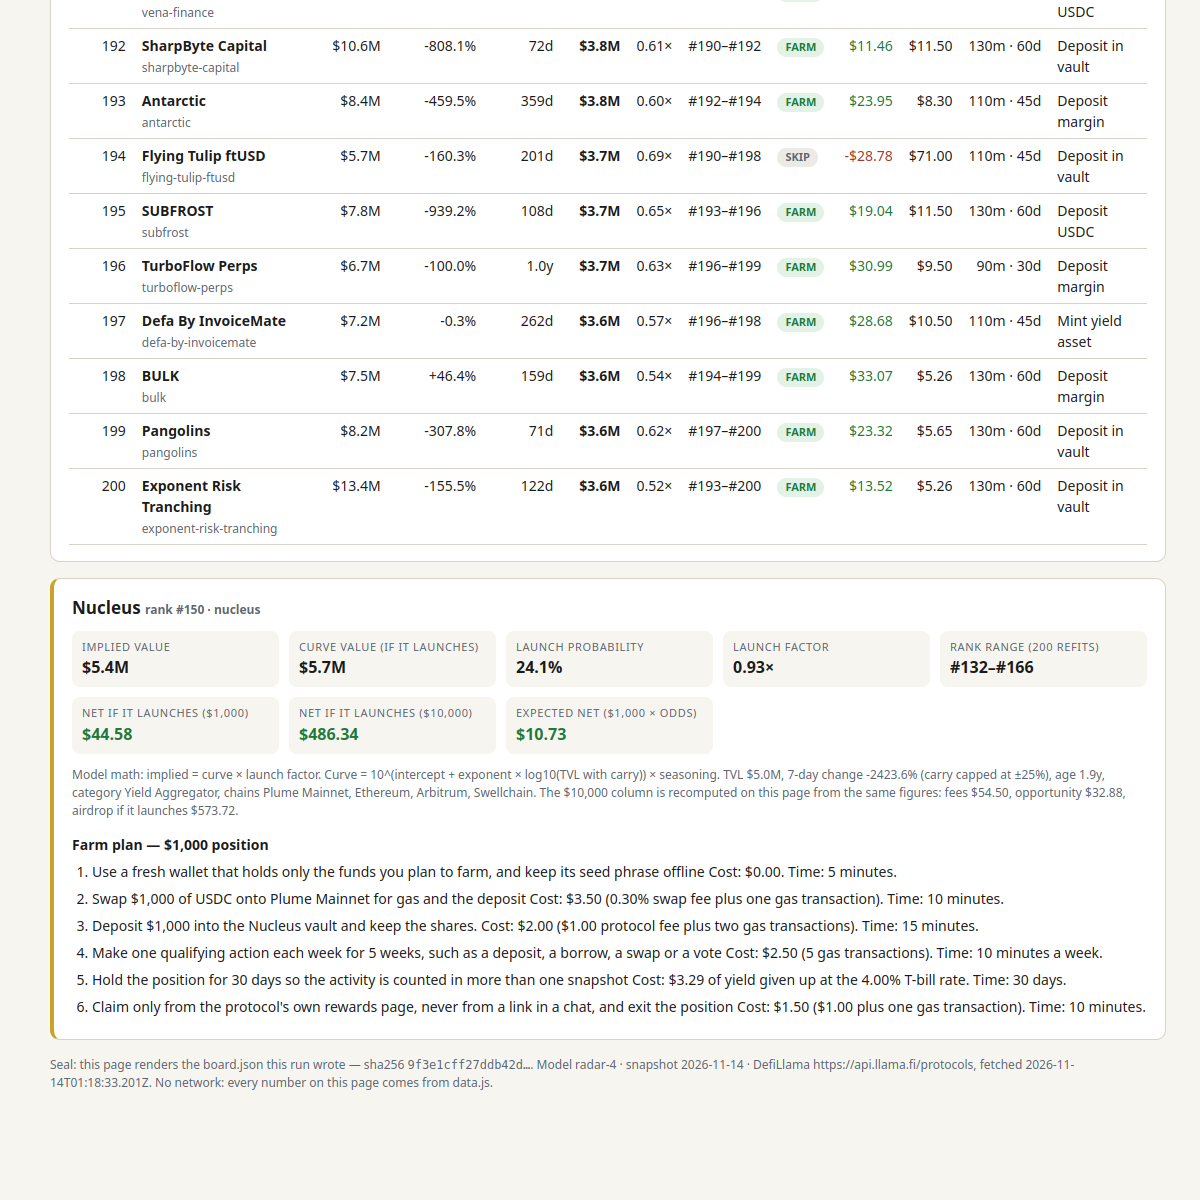 vena-finance USDC
192 SharpByte Capital $10.6M -808.1% 72d $3.8M 0.61× #190–#192 FARM $11.46 $11.50 130m · 60d Deposit in
sharpbyte-capital vault
193 Antarctic $8.4M -459.5% 359d $3.8M 0.60× #192–#194 FARM $23.95 $8.30 110m · 45d Deposit
antarctic margin
194 Flying Tulip ftUSD $5.7M -160.3% 201d $3.7M 0.69× #190–#198 SKIP -$28.78 $71.00 110m · 45d Deposit in
flying-tulip-ftusd vault
195 SUBFROST $7.8M -939.2% 108d $3.7M 0.65× #193–#196 FARM $19.04 $11.50 130m · 60d Deposit
subfrost USDC
196 TurboFlow Perps $6.7M -100.0% 1.0y $3.7M 0.63× #196–#199 FARM $30.99 $9.50 90m · 30d Deposit
turboflow-perps margin
197 Defa By InvoiceMate $7.2M -0.3% 262d $3.6M 0.57× #196–#198 FARM $28.68 $10.50 110m · 45d Mint yield
defa-by-invoicemate asset
198 BULK $7.5M +46.4% 159d $3.6M 0.54× #194–#199 FARM $33.07 $5.26 130m · 60d Deposit
bulk margin
199 Pangolins $8.2M -307.8% 71d $3.6M 0.62× #197–#200 FARM $23.32 $5.65 130m · 60d Deposit in
pangolins vault
200 Exponent Risk $13.4M -155.5% 122d $3.6M 0.52× #193–#200 FARM $13.52 $5.26 130m · 60d Deposit in
Tranching vault
exponent-risk-tranching
Nucleus rank #150 · nucleus
IMPLIED VALUE CURVE VALUE (IF IT LAUNCHES) LAUNCH PROBABILITY LAUNCH FACTOR RANK RANGE (200 REFITS)
$5.4M $5.7M 24.1% 0.93× #132–#166
NET IF IT LAUNCHES ($1,000) NET IF IT LAUNCHES ($10,000) EXPECTED NET ($1,000 × ODDS)
$44.58 $486.34 $10.73
Model math: implied = curve × launch factor. Curve = 10^(intercept + exponent × log10(TVL with carry)) × seasoning. TVL $5.0M, 7-day change -2423.6% (carry capped at ±25%), age 1.9y,
category Yield Aggregator, chains Plume Mainnet, Ethereum, Arbitrum, Swellchain. The $10,000 column is recomputed on this page from the same figures: fees $54.50, opportunity $32.88,
airdrop if it launches $573.72.
Farm plan — $1,000 position
1. Use a fresh wallet that holds only the funds you plan to farm, and keep its seed phrase offline Cost: $0.00. Time: 5 minutes.
2. Swap $1,000 of USDC onto Plume Mainnet for gas and the deposit Cost: $3.50 (0.30% swap fee plus one gas transaction). Time: 10 minutes.
3. Deposit $1,000 into the Nucleus vault and keep the shares. Cost: $2.00 ($1.00 protocol fee plus two gas transactions). Time: 15 minutes.
4. Make one qualifying action each week for 5 weeks, such as a deposit, a borrow, a swap or a vote Cost: $2.50 (5 gas transactions). Time: 10 minutes a week.
5. Hold the position for 30 days so the activity is counted in more than one snapshot Cost: $3.29 of yield given up at the 4.00% T-bill rate. Time: 30 days.
6. Claim only from the protocol's own rewards page, never from a link in a chat, and exit the position Cost: $1.50 ($1.00 plus one gas transaction). Time: 10 minutes.
Seal: this page renders the board.json this run wrote — sha256 9f3e1cff27ddb42d…. Model radar-4 · snapshot 2026-11-14 · DefiLlama https://api.llama.fi/protocols, fetched 2026-11-
14T01:18:33.201Z. No network: every number on this page comes from data.js.